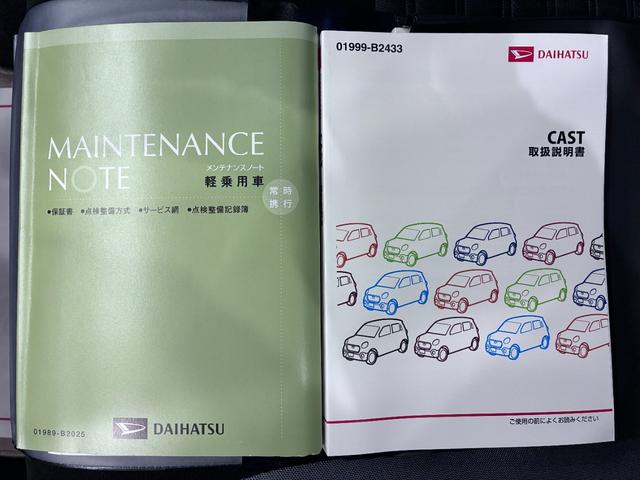 MAINTENANCE
NOTE
メンテナンスノート
軽乗用車
常時
携行
●保証書 ●点検整備方式 ●サービス網 ●点検整備記録簿
01989-B2025
DAIHATSU
01999-B2433
DAIHATSU
CAST
取扱説明書
ご使用の前によくお読みください